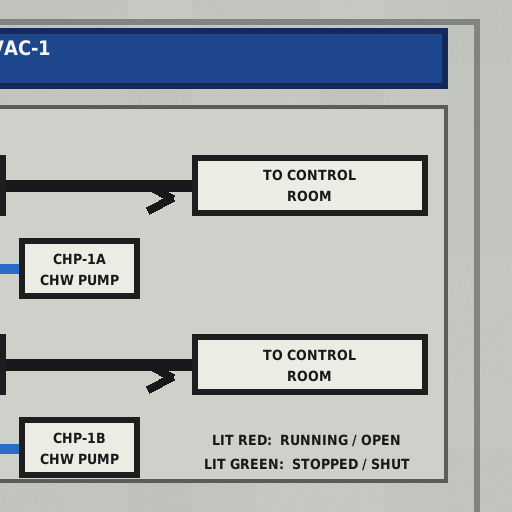 VAC-1
TO CONTROL
ROOM
CHP-1A
CHW PUMP
TO CONTROL
ROOM
CHP-1B
CHW PUMP
LIT RED:  RUNNING / OPEN
LIT GREEN:  STOPPED / SHUT